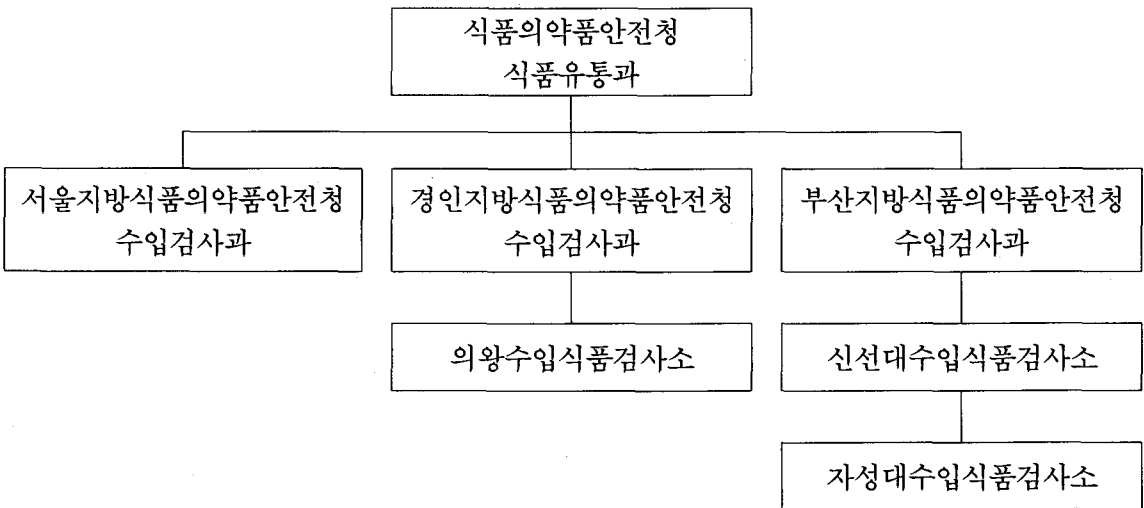 식품의약품안전청
식품유통과
서울지방식품의약품안전청
수입검사과
경인지방식품의약품안전청
수입검사과
부산지방식품의약품안전청
수입검사과
의왕수입식품검사소
신선대수입식품검사소
자성대수입식품검사소